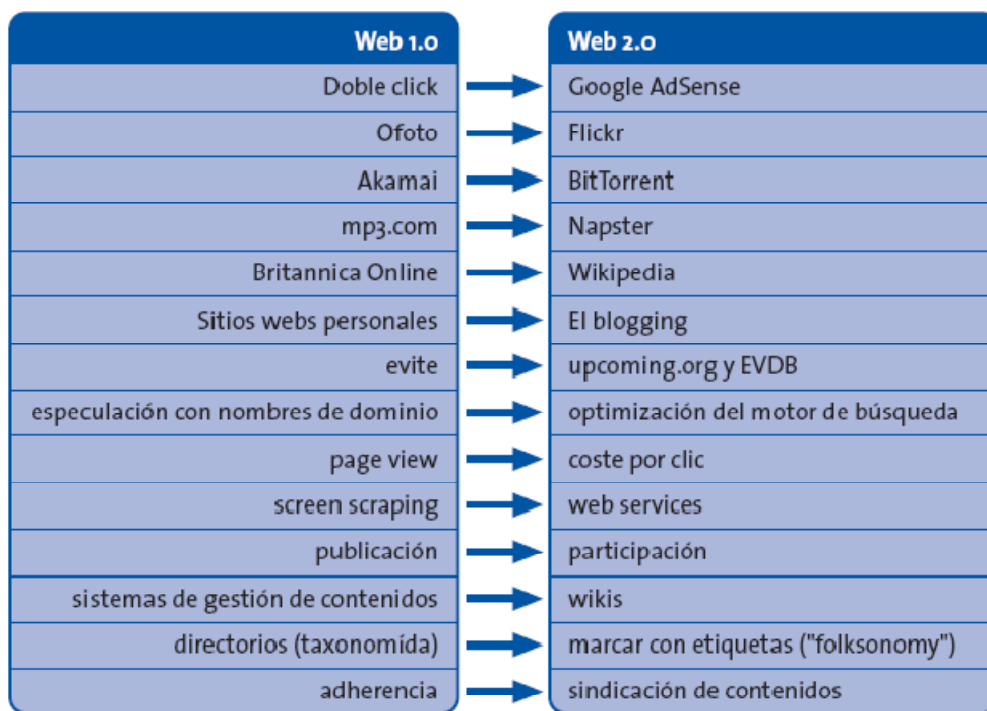 Web 1.0 Web 2.0
Doble click Google AdSense
Ofoto Flickr
Akamai BitTorrent
mp3.com Napster
Britannica Online Wikipedia
Sitios webs personales El blogging
evite upcoming.org y EVDB
especulación con nombres de dominio optimización del motor de búsqueda
page view coste por clic
screen scraping web services
publicación participación
sistemas de gestión de contenidos wikis
directorios (taxonomída) marcar con etiquetas ("folksonomy")
adherencia sindicación de contenidos